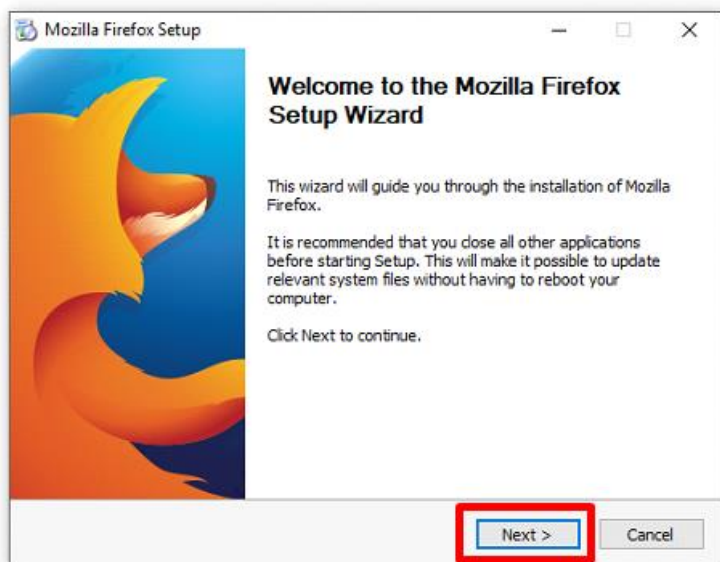 Mozilla Firefox Setup
Welcome to the Mozilla Firefox
Setup Wizard
This wizard will guide you through the installation of Mozilla
Firefox.
It is recommended that you close all other applications
before starting Setup. This will make it possible to update
relevant system files without having to reboot your
computer.
Click Next to continue.
Next >
Cancel